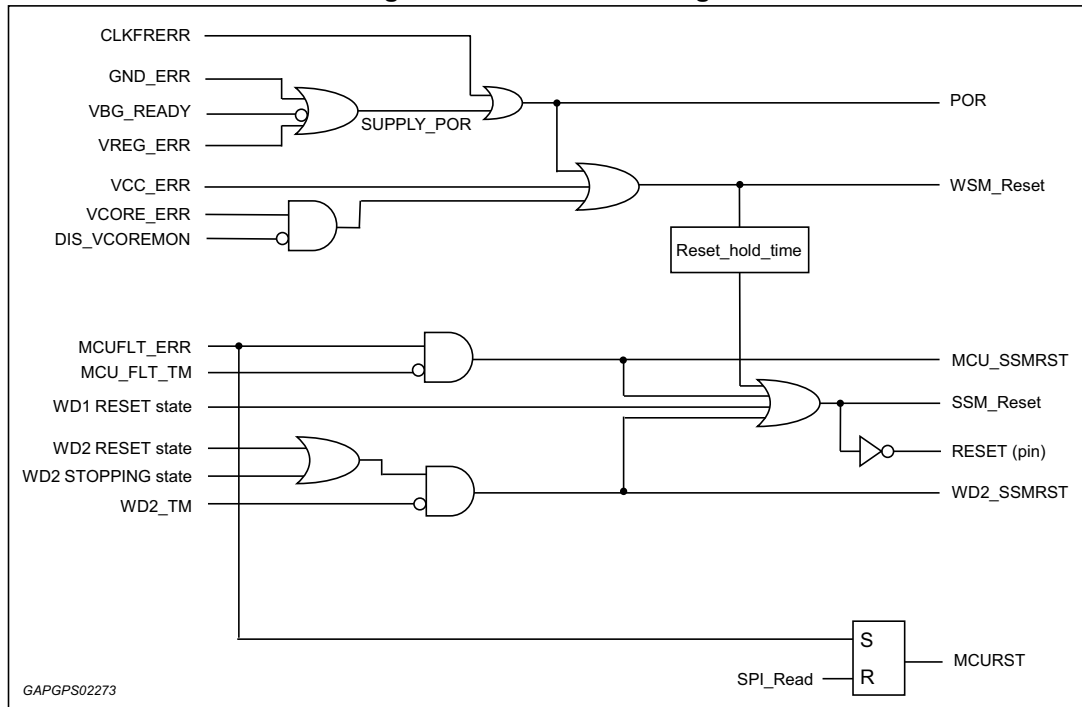 CLKFRERR
GND_ERR
VBG_READY
VREG_ERR
SUPPLY_POR
POR
VCC_ERR
WSM_Reset
VCORE_ERR
DIS_VCOREMON
Reset_hold_time
MCUFLT_ERR
MCU_FLT_TM
MCU_SSMRST
WD1 RESET state
SSM_Reset
WD2 RESET state
RESET (pin)
WD2 STOPPING state
WD2_SSMRST
WD2_TM
S
MCURST
SPI_Read
R
GAPGPS02273